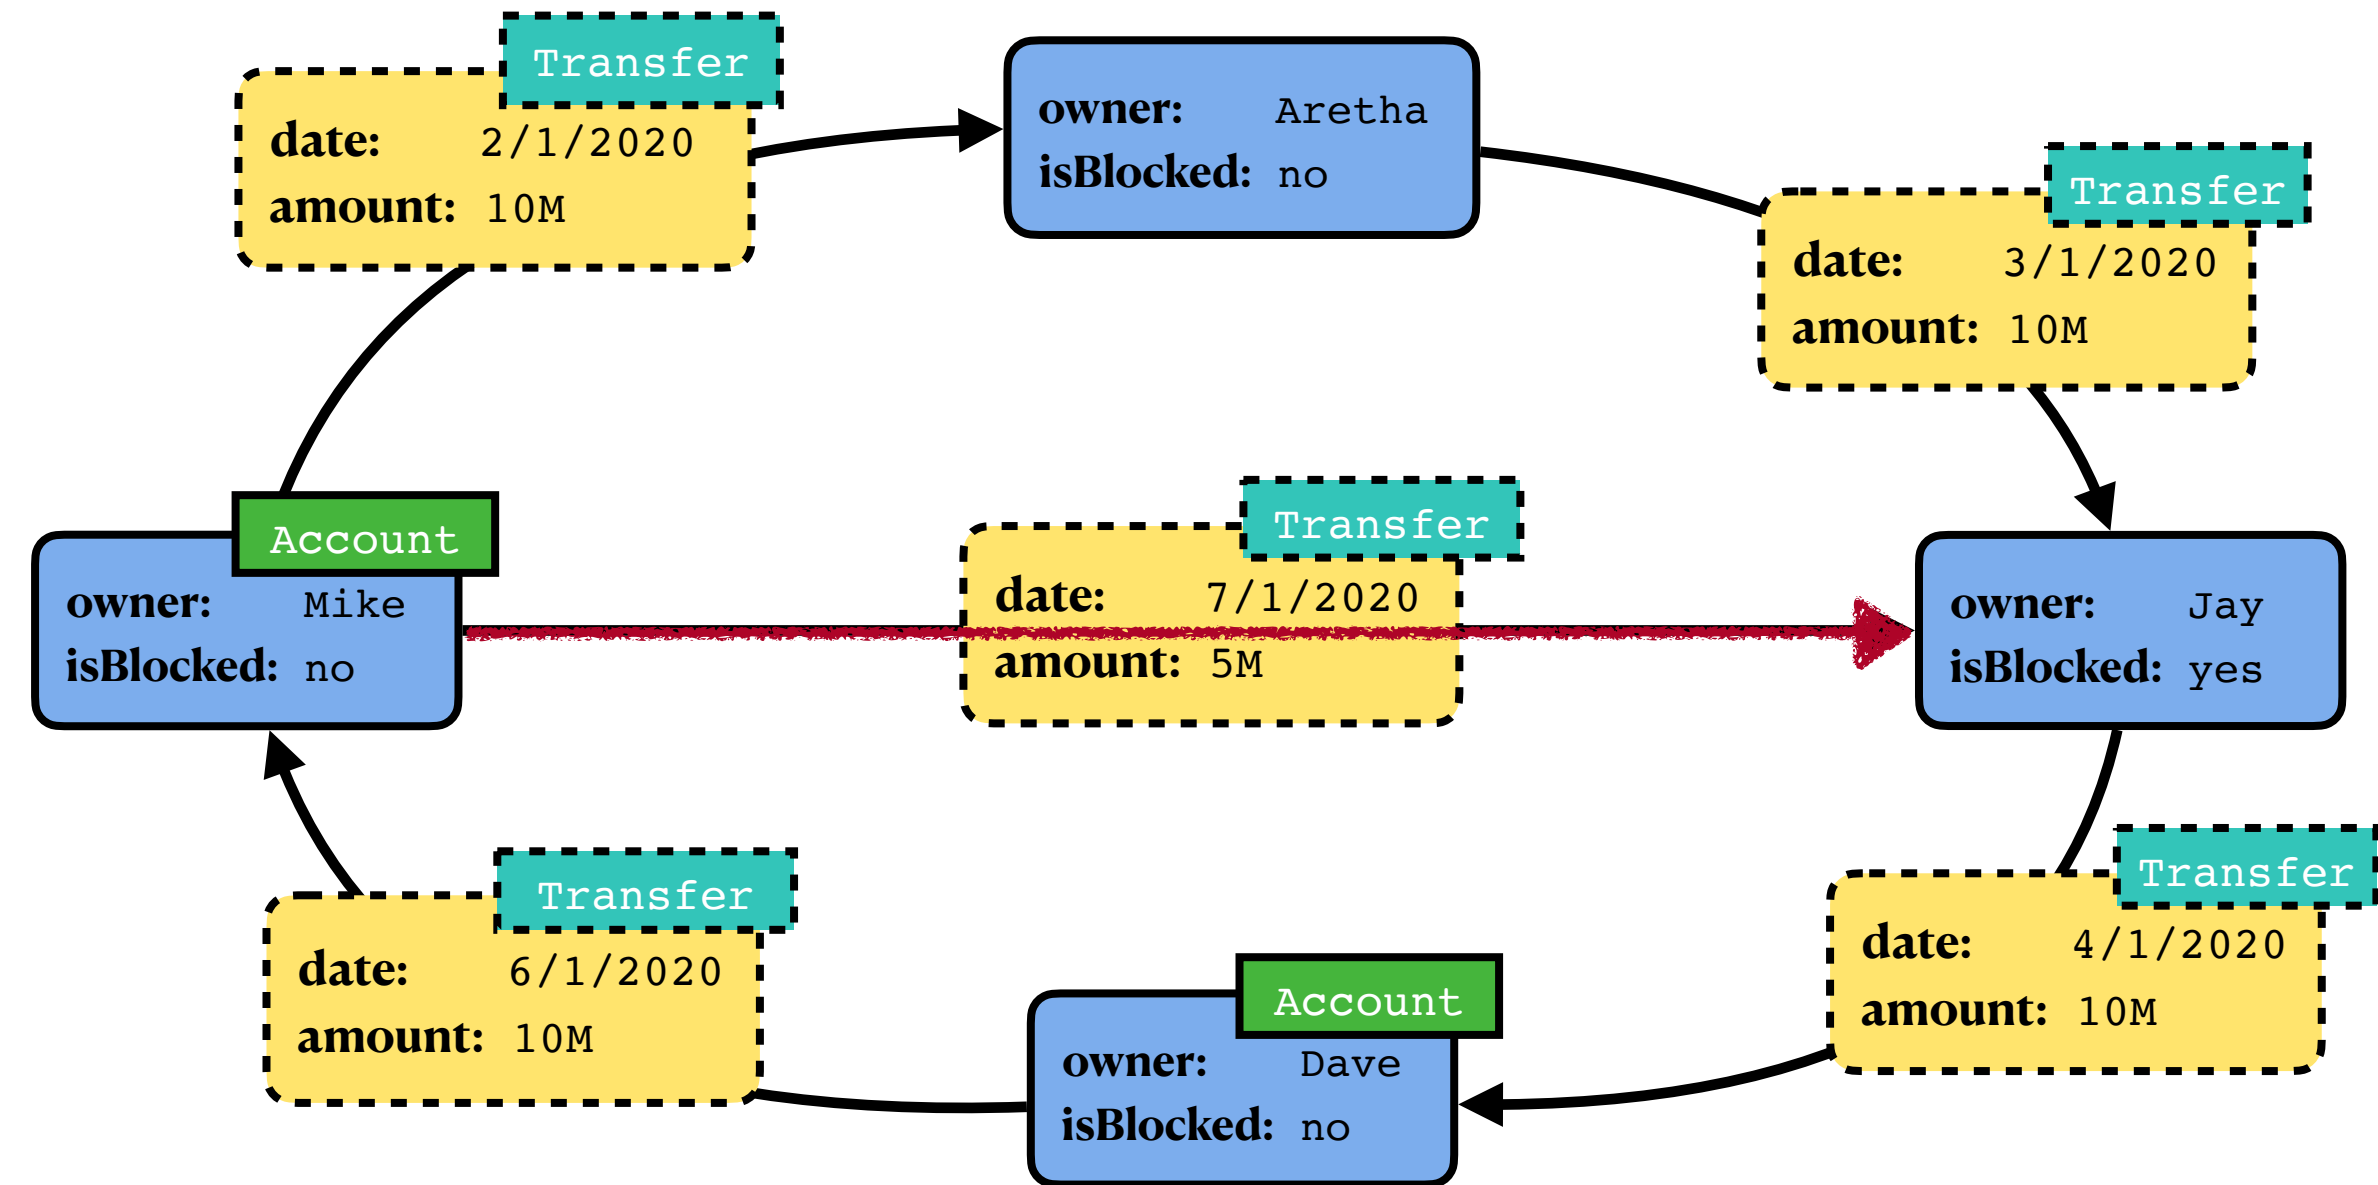 Transfer
date: 2/1/2020
amount: 10M
owner: Aretha
isBlocked: no
Transfer
date: 3/1/2020
amount: 10M
Account
owner: Mike
isBlocked: no
Transfer
date: 7/1/2020
amount: 5M
owner: Jay
isBlocked: yes
Transfer
date: 6/1/2020
amount: 10M
Account
owner: Dave
isBlocked: no
Transfer
date: 4/1/2020
amount: 10M